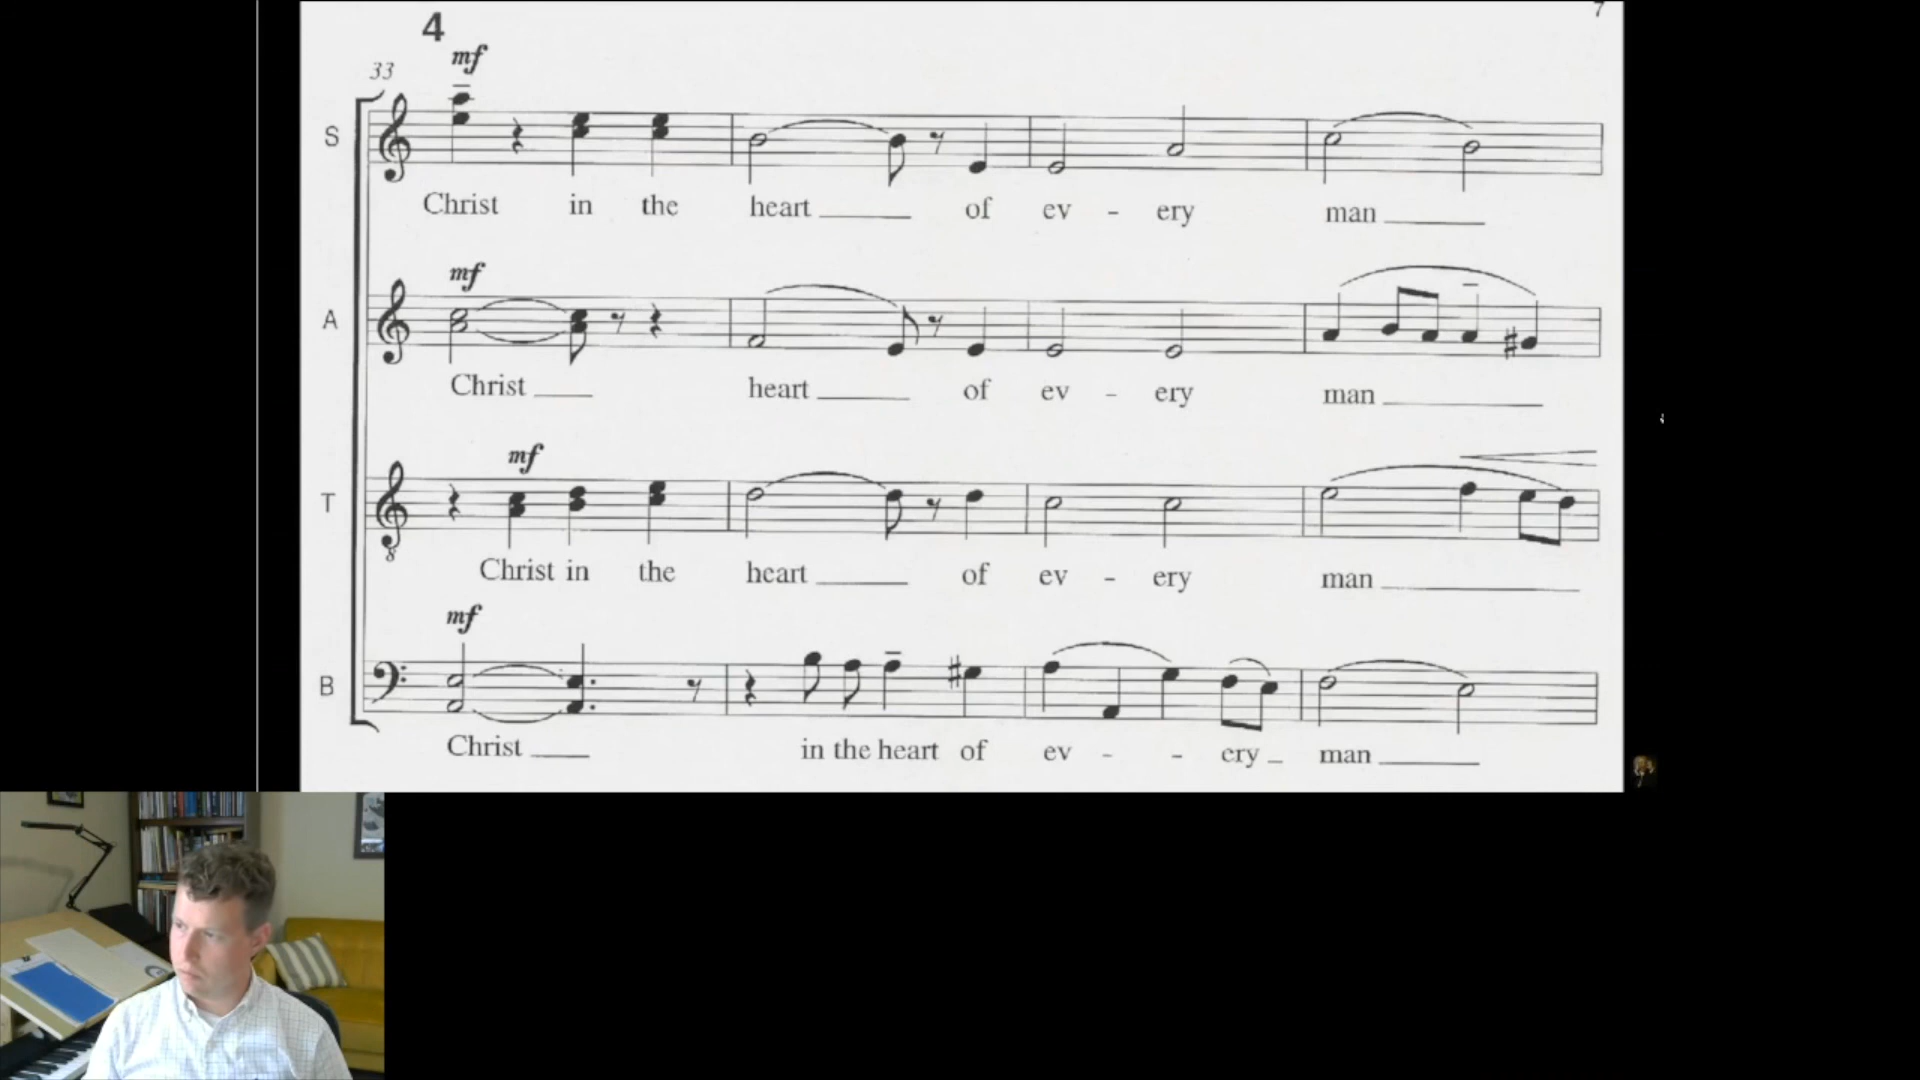 7
4
mf
33
S
Christ in the heart of ev - ery man
mf
A
Christ heart of ev - ery man
mf
T
8
Christ in the heart of ev - ery man
mf
B
Christ in the heart of ev - - ery man